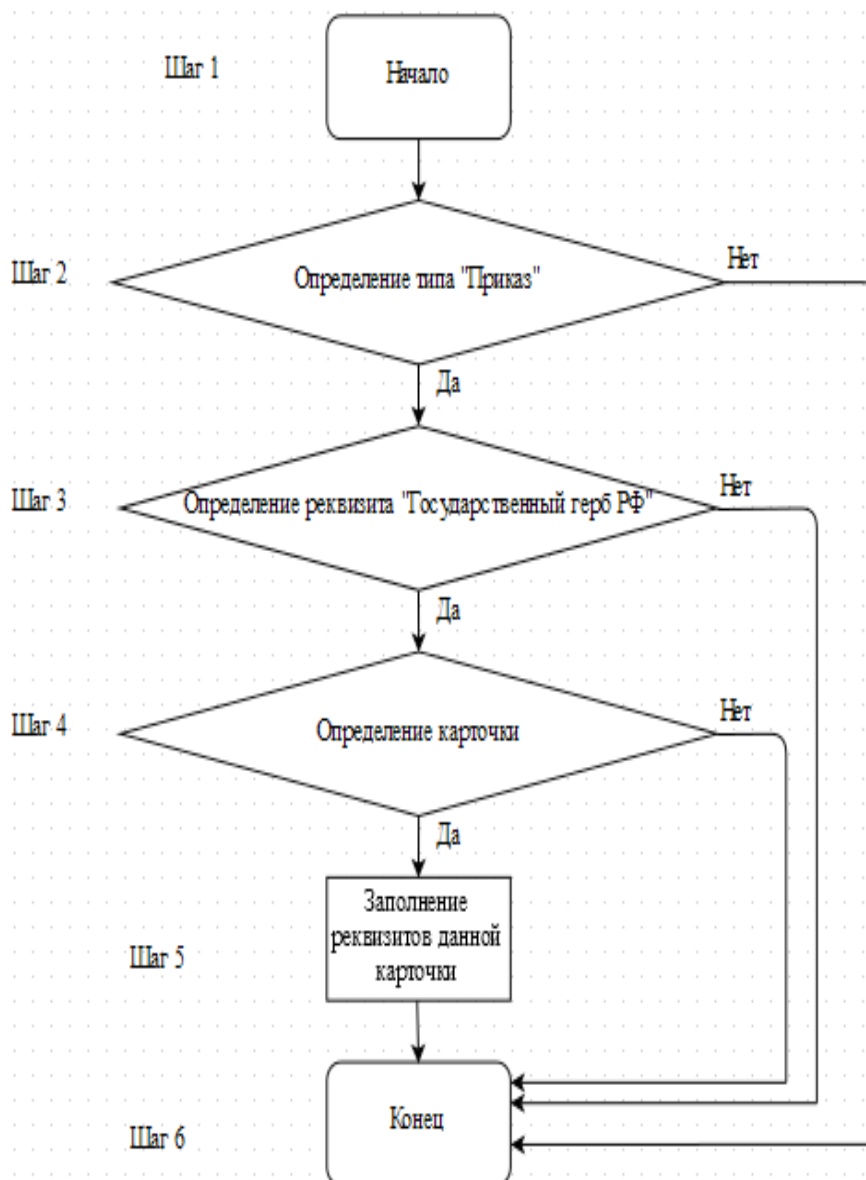 Шаг 1
Начало
Шаг 2
Определение типа "Приказ"
Нет
Да
Шаг 3
Определение реквизита "Государственный герб РФ"
Нет
Да
Шаг 4
Определение карточки
Нет
Да
Заполнение
реквизитов данной
карточки
Шаг 5
Конец
Шаг 6